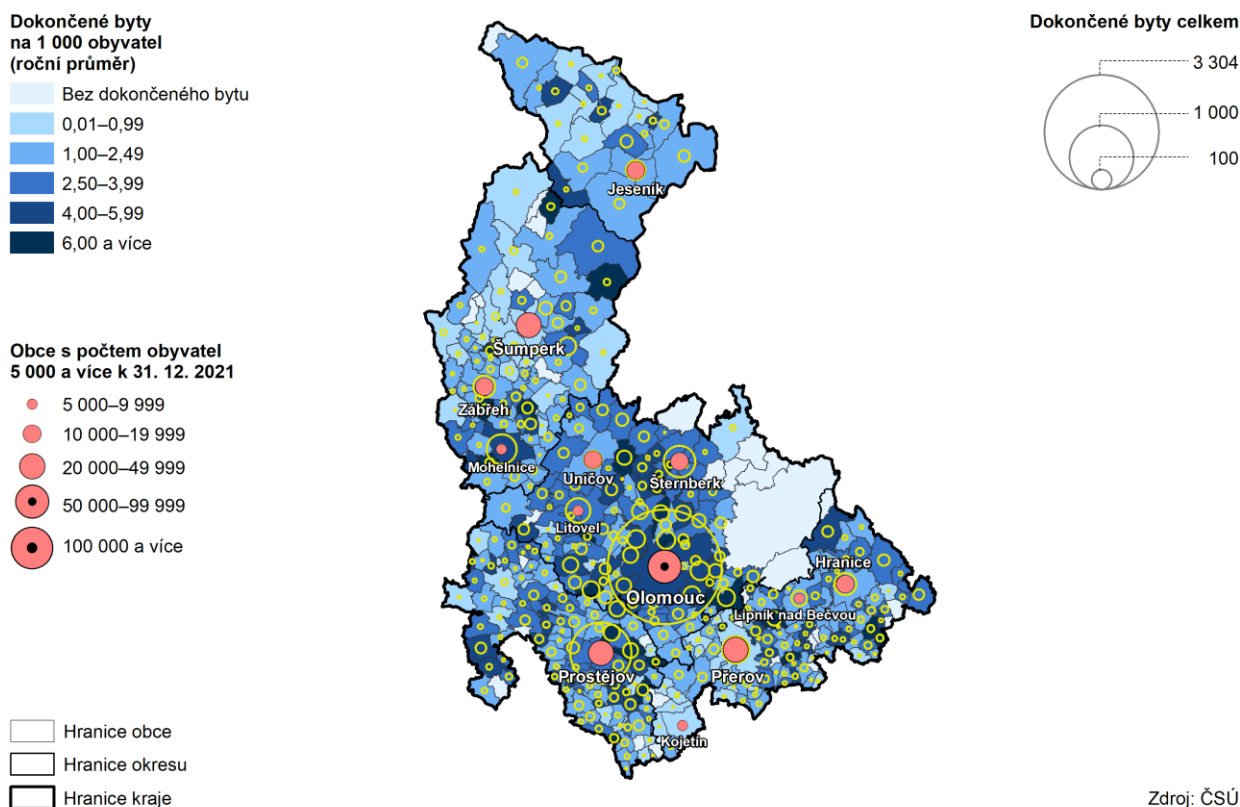 Dokončené byty
na 1 000 obyvatel
(roční průměr)
Bez dokončeného bytu
0,01–0,99
1,00–2,49
2,50–3,99
4,00–5,99
6,00 a více
Obce s počtem obyvatel
5 000 a více k 31. 12. 2021
5 000–9 999
10 000–19 999
20 000–49 999
50 000–99 999
100 000 a více
Hranice obce
Hranice okresu
Hranice kraje
Jeseník
Šumperk
Zábřeh
Mohelnice
Uničov
Šternberk
Litovel
Hranice
Olomouc
Lipník nad Bečvou
Prostějov
Přerov
Kojetín
Dokončené byty celkem
3 304
1 000
100
Zdroj: ČSÚ